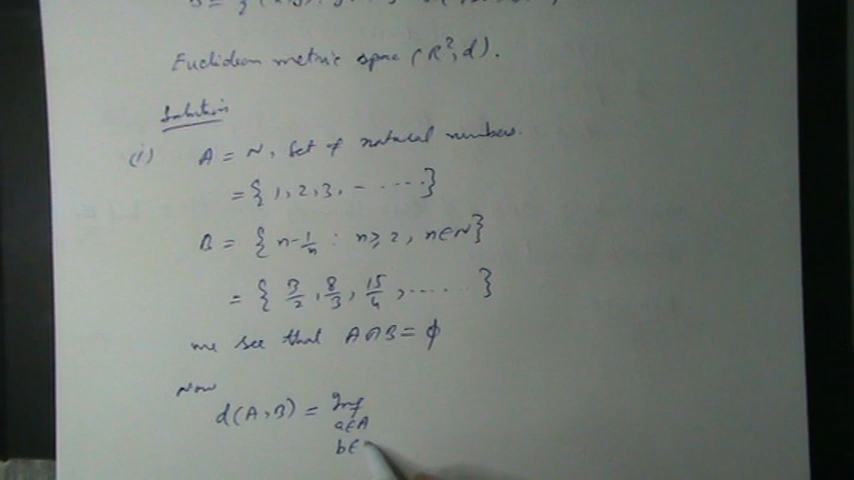 Euclidean metric space (R², d).
Solution
(i) A = N, Set of natural numbers.
= {1, 2, 3, - ....}
B = {n - 1/n : n ≥ 2, n ∈ N}
= {3/2, 8/3, 15/4, ......}
we see that A ∩ B = ϕ
Now
d(A, B) = Inf
a ∈ A
b ∈